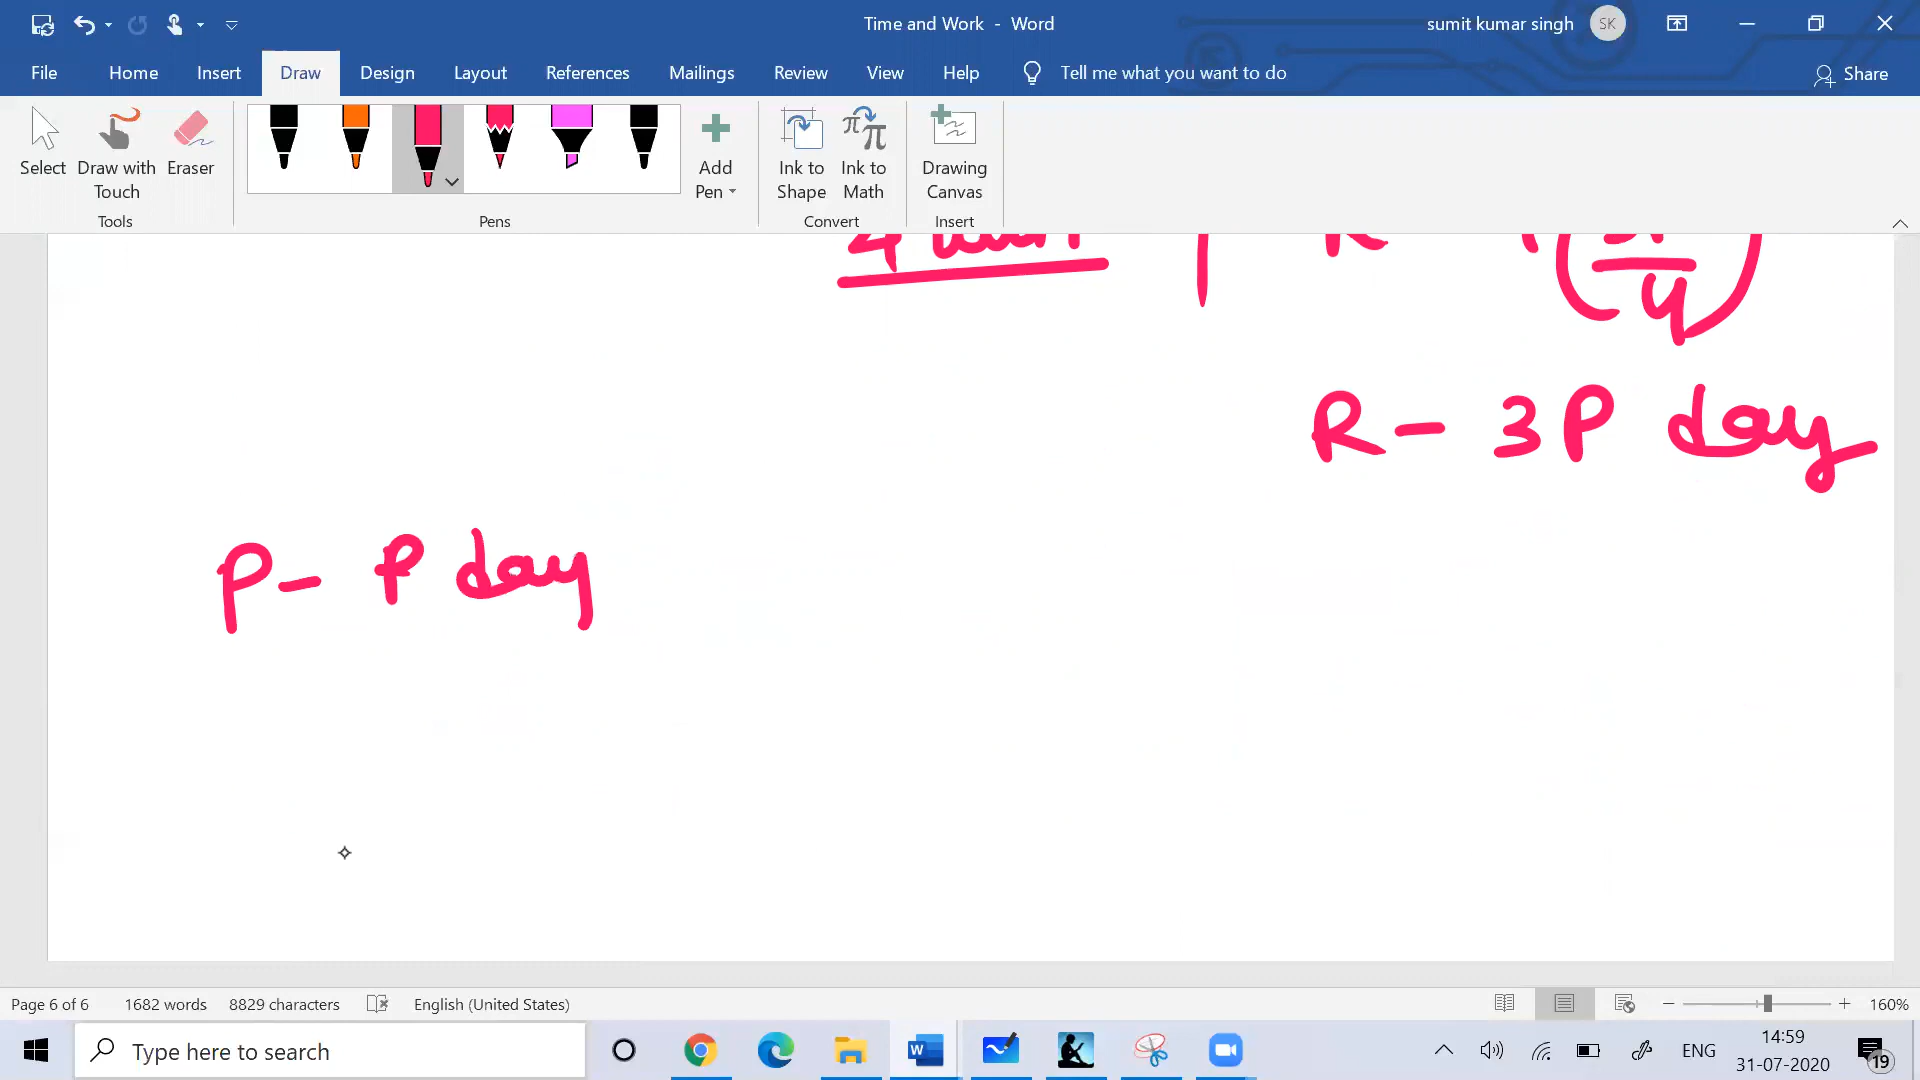 Time and Work - Word
sumit kumar singh SK
File Home Insert Draw Design Layout References Mailings Review View Help Tell me what you want to do Share
Select Draw with Touch Eraser Add Pen Ink to Shape Ink to Math Drawing Canvas
Tools Pens Convert Insert
4
R - 3P day
P - P day
Page 6 of 6 1682 words 8829 characters English (United States) 160%
Type here to search
ENG 14:59
31-07-2020 19